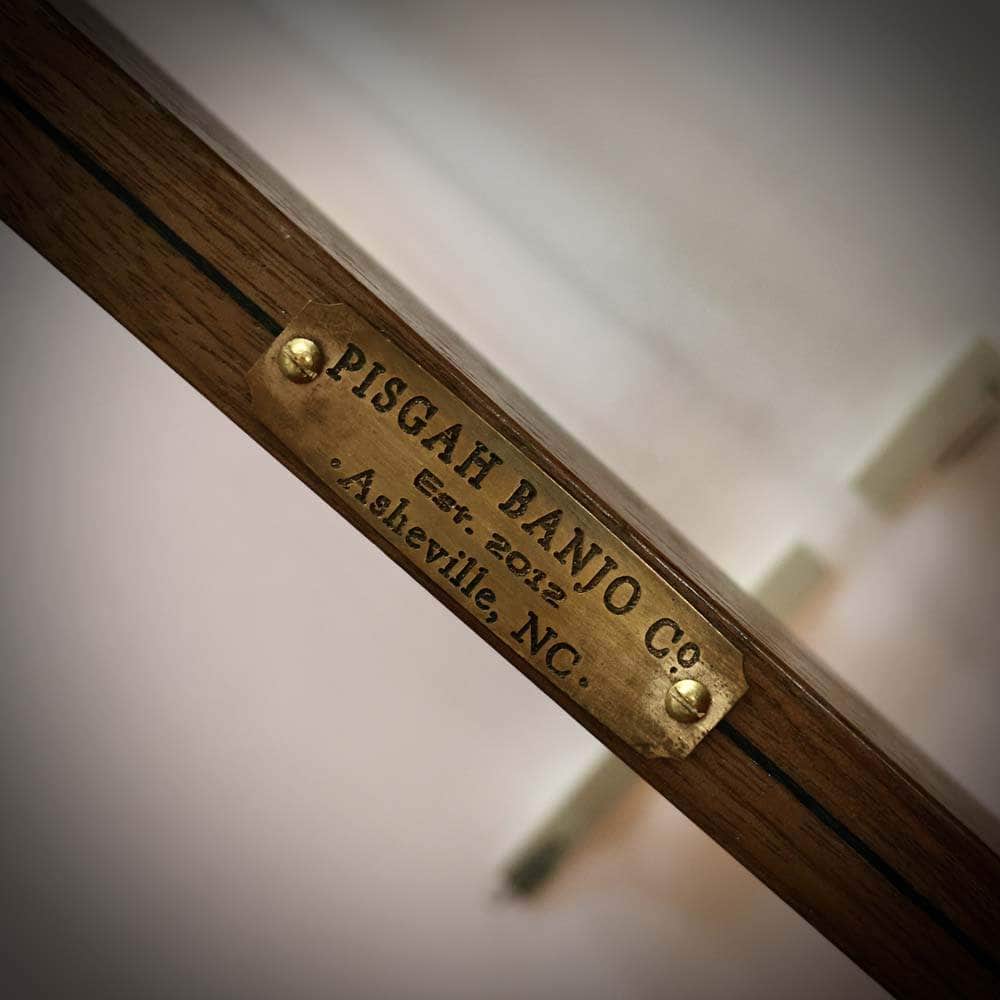 PISGAH BANJO Co.
Est. 2012
· Asheville, NC ·